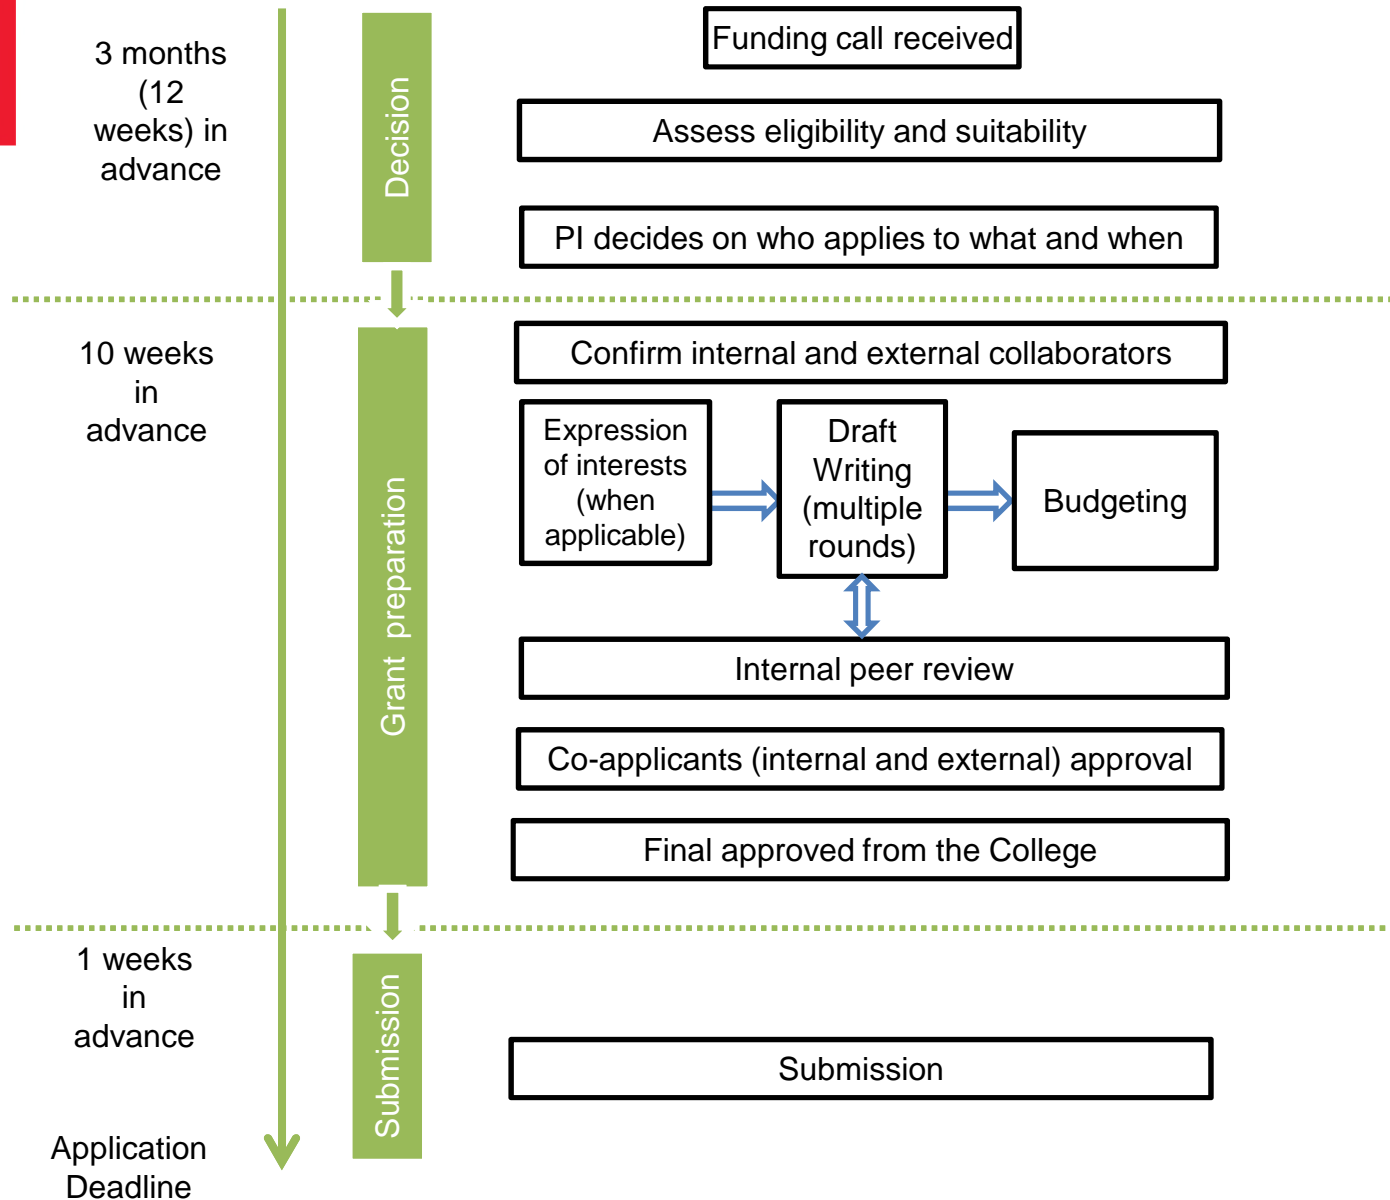 3 months
(12
weeks) in
advance
Decision
Funding call received
Assess eligibility and suitability
PI decides on who applies to what and when
10 weeks
in
advance
Grant preparation
Confirm internal and external collaborators
Expression
of interests
(when
applicable)
Draft
Writing
(multiple
rounds)
Budgeting
Internal peer review
Co-applicants (internal and external) approval
Final approved from the College
1 weeks
in
advance
Submission
Submission
Application
Deadline